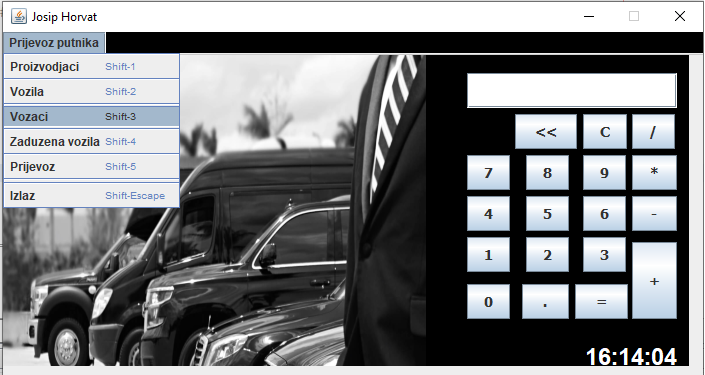 Josip Horvat
Prijevoz putnika
Proizvodjaci Shift-1
Vozila Shift-2
Vozaci Shift-3
Zaduzena vozila Shift-4
Prijevoz Shift-5
Izlaz Shift-Escape
<< C /
7 8 9 *
4 5 6 -
1 2 3 +
0 . =
16:14:04